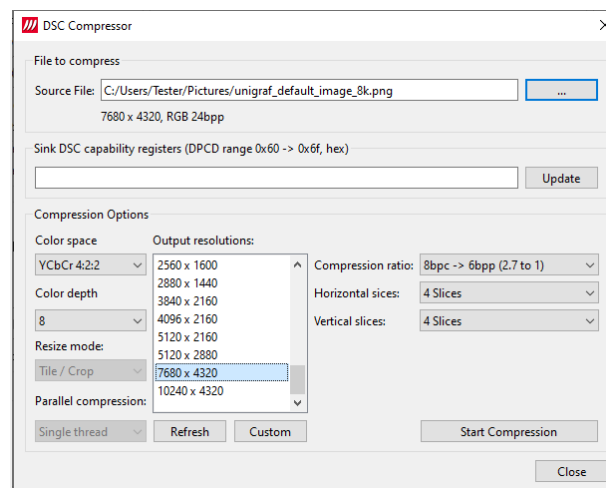 DSC Compressor
File to compress
Source File: C:/Users/Tester/Pictures/unigraf_default_image_8k.png ...
7680 x 4320, RGB 24bpp
Sink DSC capability registers (DPCD range 0x60 -> 0x6f, hex)
Update
Compression Options
Color space
YCbCr 4:2:2
Color depth
8
Resize mode:
Tile / Crop
Parallel compression:
Single thread
Output resolutions:
2560 x 1600
2880 x 1440
3840 x 2160
4096 x 2160
5120 x 2160
5120 x 2880
7680 x 4320
10240 x 4320
Refresh Custom
Compression ratio: 8bpc -> 6bpp (2.7 to 1)
Horizontal sices: 4 Slices
Vertical slices: 4 Slices
Start Compression
Close